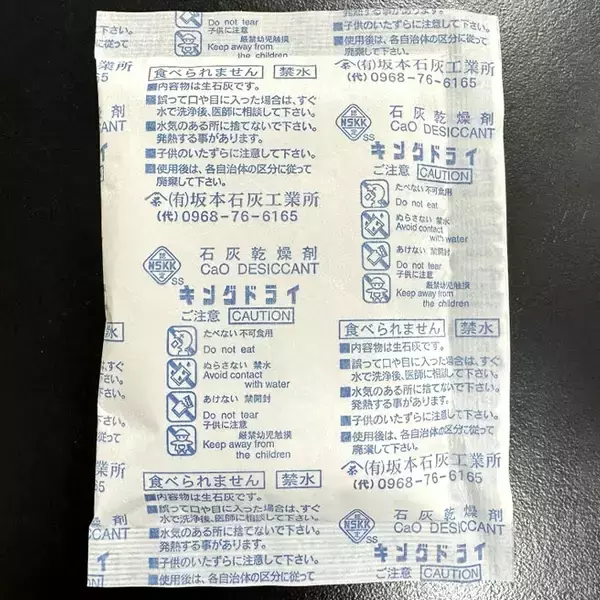 Do not tear
子供に注意
厳禁幼児触摸
Keep away from
the children
発熱する事があります。
■子供のいたずらに注意して下さい。
■使用後は、各自治体の区分に従って
廃棄して下さい。
(有)坂本石灰工業所
(代)0968-76-6165
食べられません 禁水
■内容物は生石灰です。
■誤って口や目に入った場合は、すぐ
水で洗浄後、医師に相談して下さい。
■水気のある所に捨てないで下さい。
発熱する事があります。
■子供のいたずらに注意して下さい。
■使用後は、各自治体の区分に従って
廃棄して下さい。
(有)坂本石灰工業所
(代)0968-76-6165
NSKK
SS
石灰乾燥剤
CaO DESICCANT
キングドライ
ご注意 CAUTION
たべない 不可食用
Do not eat
ぬらさない 禁水
Avoid contact
with water
あけない 禁開封
Do not tear
子供に注意
厳禁幼児触摸
Keep away from
the children
NSKK
SS
石灰乾燥剤
CaO DESICCANT
キングドライ
ご注意 CAUTION
たべない 不可食用
Do not eat
ぬらさない 禁水
Avoid contact
with water
あけない 禁開封
Do not tear
子供に注意
厳禁幼児触摸
Keep away from
the children
食べられません 禁水
■内容物は生石灰です。
■誤って口や目に入った場合は、すぐ
水で洗浄後、医師に相談して下さい。
■水気のある所に捨てないで下さい。
発熱する事があります。
■子供のいたずらに注意して下さい。
■使用後は、各自治体の区分に従って
廃棄して下さい。
(有)坂本石灰工業所
(代)0968-76-6165
食べられません 禁水
■内容物は生石灰です。
■誤って口や目に入った場合は、すぐ
水で洗浄後、医師に相談して下さい。
■水気のある所に捨てないで下さい。
発熱する事があります。
■子供のいたずらに注意して下さい。
■使用後は、各自治体の区分に従って
NSKK
SS
石灰乾燥剤
CaO DESICCANT
キングドライ
ご注意 CAUTION